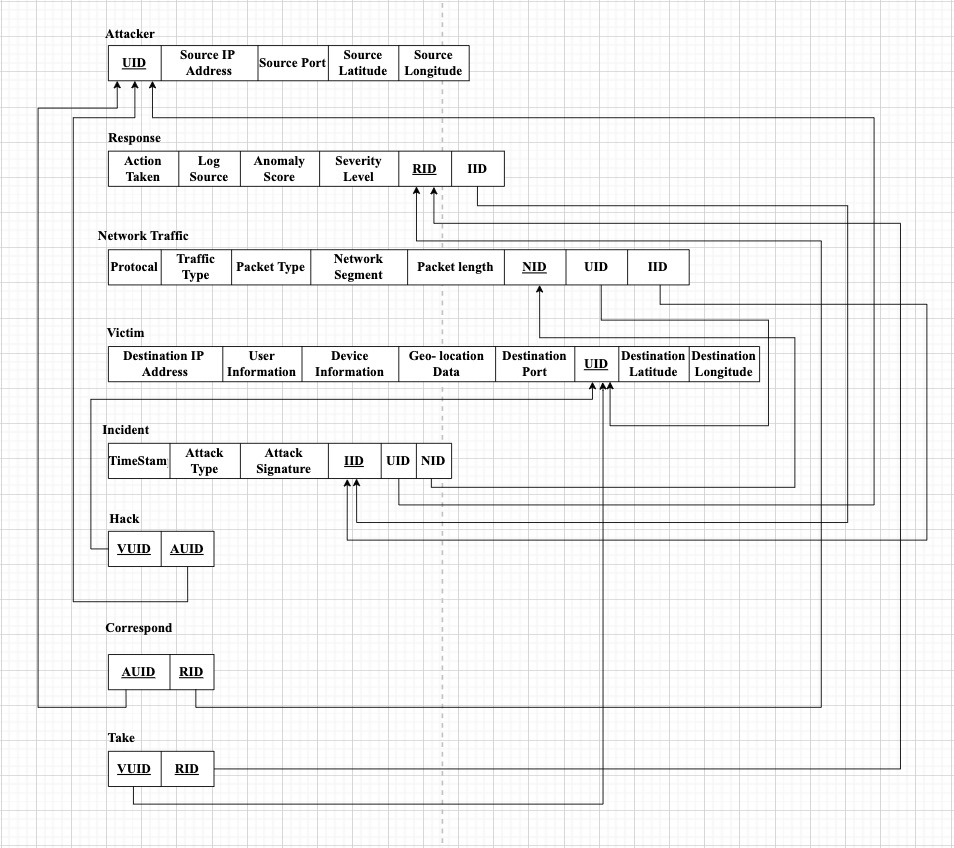 Attacker
UID Source IP Address Source Port Source Latitude Source Longitude
Response
Action Taken Log Source Anomaly Score Severity Level RID IID
Network Traffic
Protocal Traffic Type Packet Type Network Segment Packet length NID UID IID
Victim
Destination IP Address User Information Device Information Geo- location Data Destination Port UID Destination Latitude Destination Longitude
Incident
TimeStam Attack Type Attack Signature IID UID NID
Hack
VUID AUID
Correspond
AUID RID
Take
VUID RID